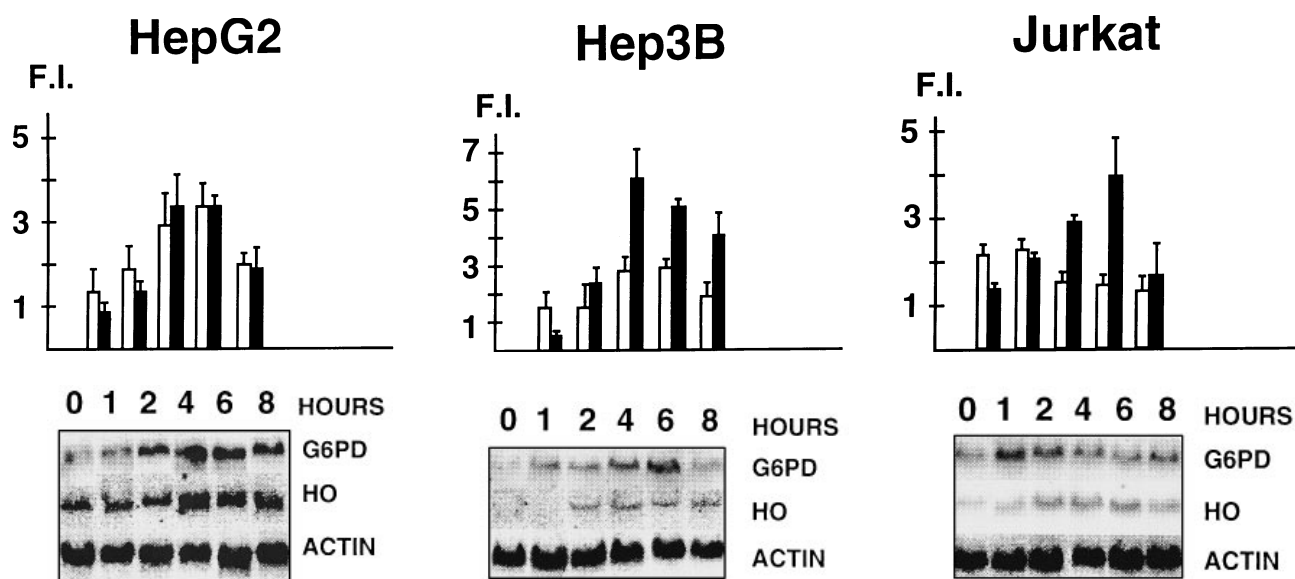 HepG2
F.I.
5
3
1
0 1 2 4 6 8 HOURS
G6PD
HO
ACTIN
Hep3B
F.I.
7
5
3
1
0 1 2 4 6 8 HOURS
G6PD
HO
ACTIN
Jurkat
F.I.
5
3
1
0 1 2 4 6 8 HOURS
G6PD
HO
ACTIN